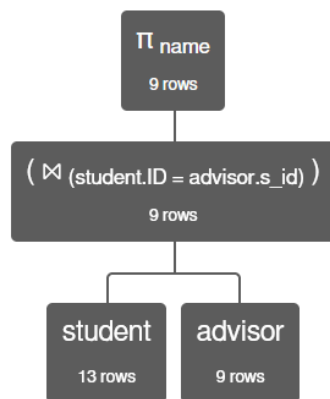 π name
9 rows
( ⋈ (student.ID = advisor.s_id) )
9 rows
student
13 rows
advisor
9 rows